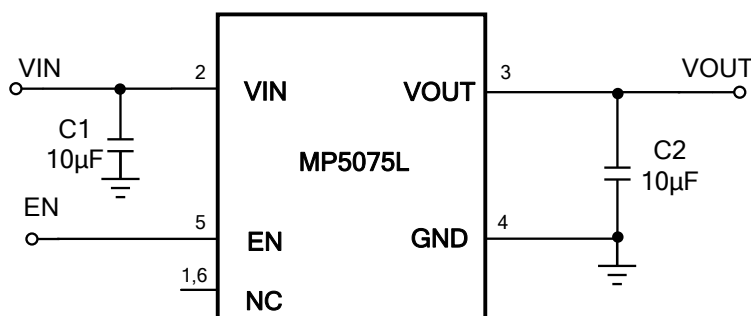 VIN
2
VIN
VOUT
3
VOUT
C1
10µF
MP5075L
C2
10µF
EN
5
EN
GND
4
1,6
NC